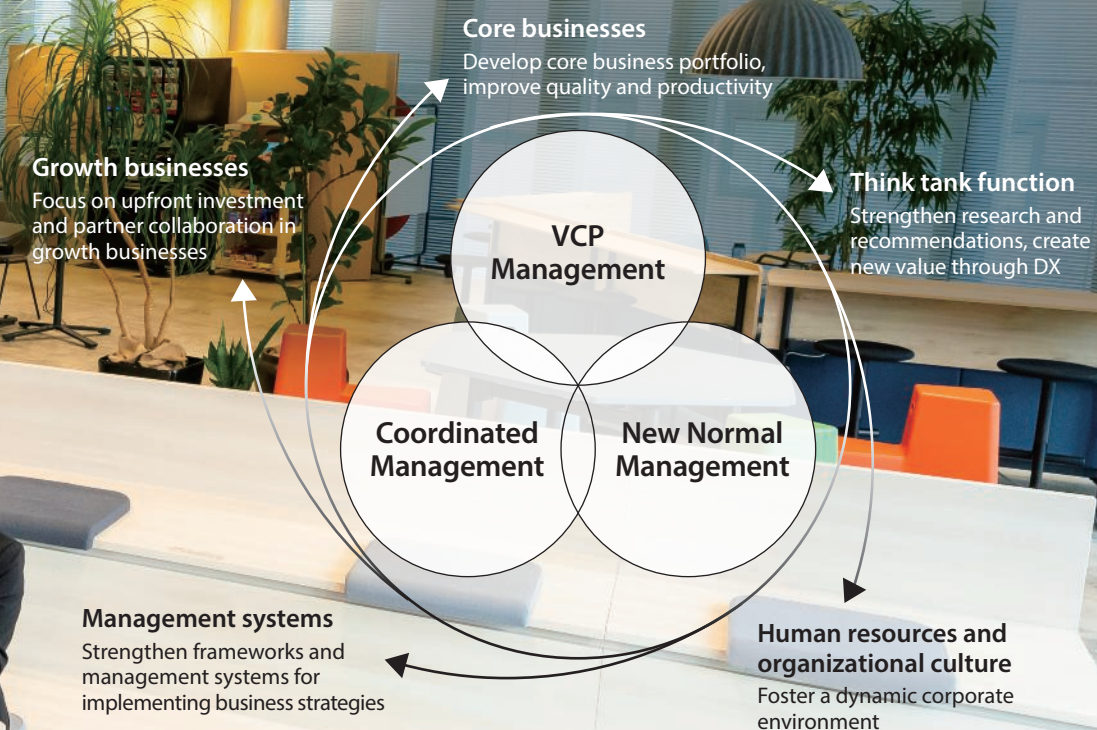 Core businesses
Develop core business portfolio,
improve quality and productivity
Growth businesses
Focus on upfront investment
and partner collaboration in
growth businesses
Think tank function
Strengthen research and
recommendations, create
new value through DX
VCP
Management
Coordinated
Management
New Normal
Management
Management systems
Strengthen frameworks and
management systems for
implementing business strategies
Human resources and
organizational culture
Foster a dynamic corporate
environment